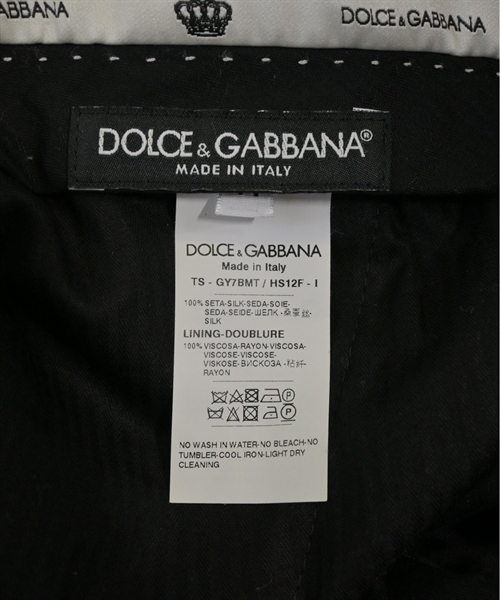 GABBANA
DOLCE&GABBANA
DOLCE & GABBANA®
MADE IN ITALY
DOLCE & GABBANA
Made in Italy
TS - GY7BMT / HS12F - I
100% SETA-SILK-SEDA-SOIE-
SEDA-SEIDE-ШЕЛК -桑蚕丝-
SILK
LINING-DOUBLURE
100% VISCOSA-RAYON-VISCOSA-
VISCOSE-VISCOSE-
VISKOSE-ВИСКОЗА -粘纤-
RAYON
NO WASH IN WATER-NO BLEACH-NO
TUMBLER-COOL IRON-LIGHT DRY
CLEANING